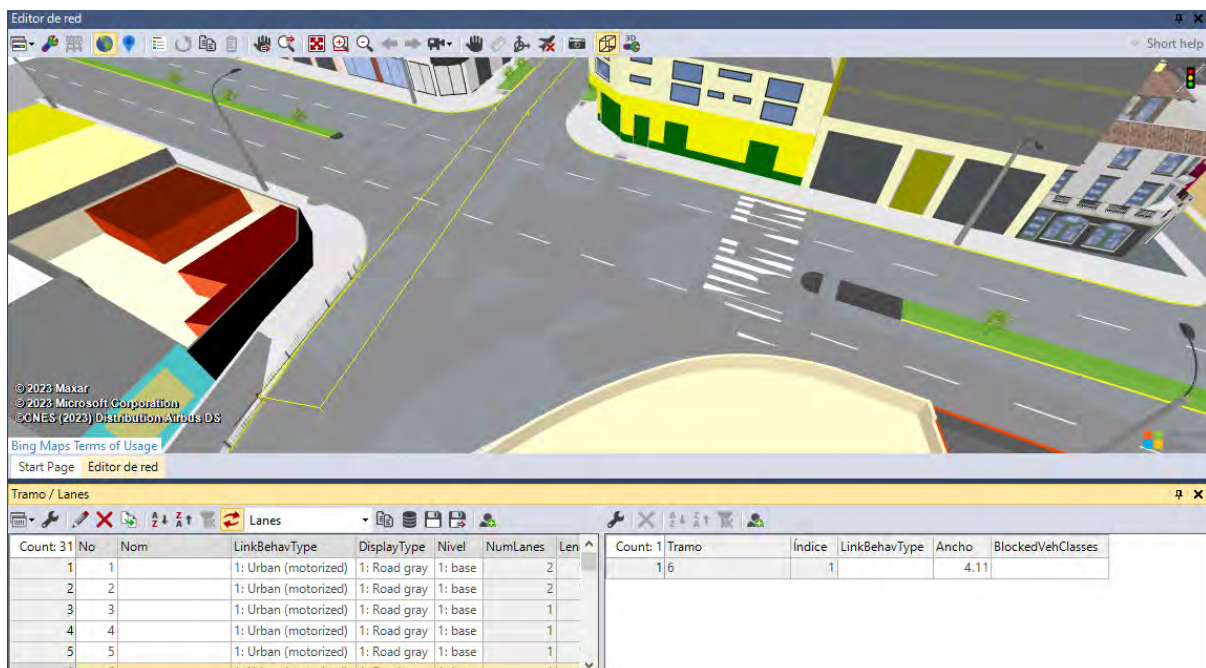 Editor de red
Short help
© 2023 Maxar
© 2023 Microsoft Corporation
©CNES (2023) Distribution Airbus DS
Bing Maps Terms of Usage
Start Page Editor de red
Tramo / Lanes
Lanes
Count: 31 No Nom LinkBehavType DisplayType Nivel NumLanes Len
1 1 1: Urban (motorized) 1: Road gray 1: base 2
2 2 1: Urban (motorized) 1: Road gray 1: base 2
3 3 1: Urban (motorized) 1: Road gray 1: base 1
4 4 1: Urban (motorized) 1: Road gray 1: base 1
5 5 1: Urban (motorized) 1: Road gray 1: base 1
Count: 1 Tramo Índice LinkBehavType Ancho BlockedVehClasses
1 6 1 4.11